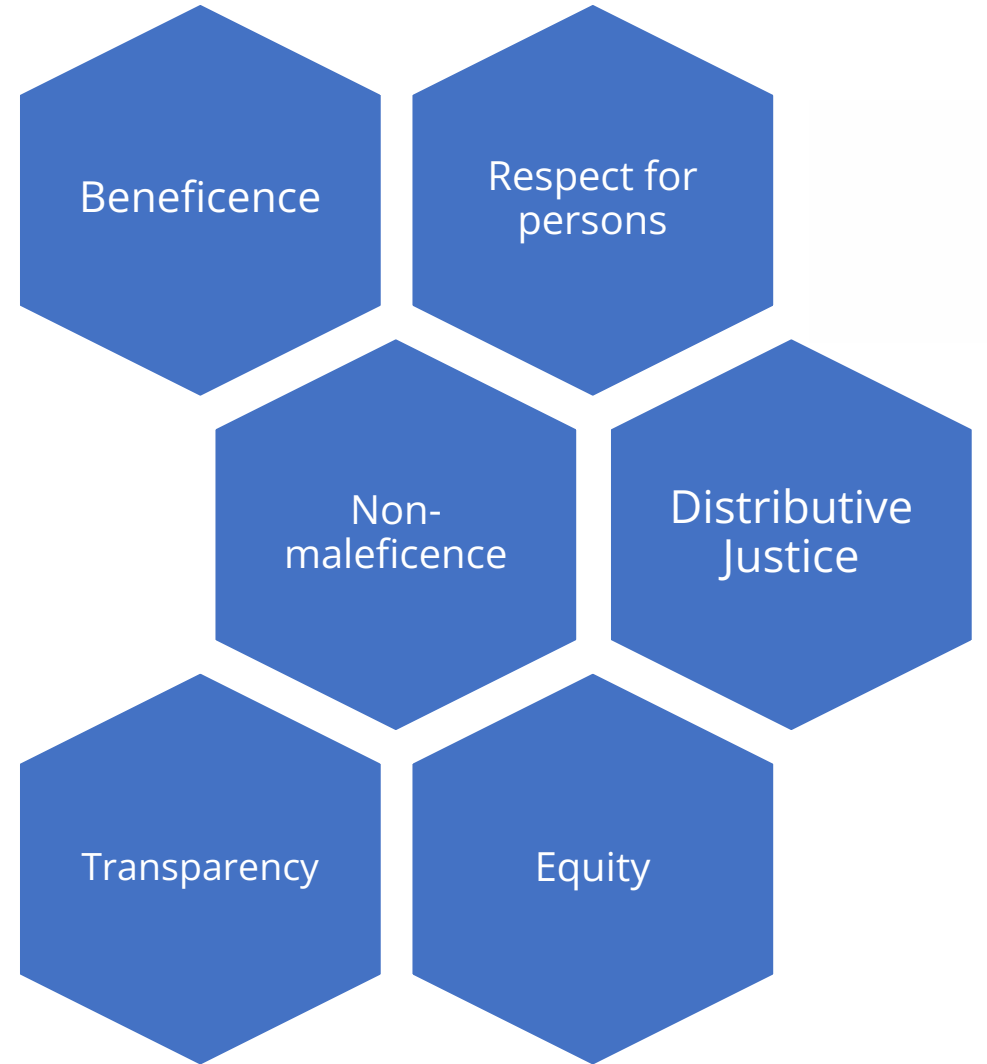 Beneficence
Respect for
persons
Non-
maleficence
Distributive
Justice
Transparency
Equity